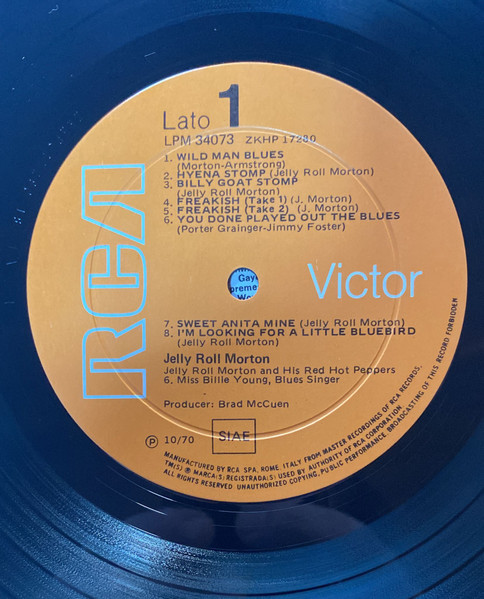 Lato 1
LPM 34073 ZKHP 17280
1. WILD MAN BLUES
(Morton-Armstrong)
2. HYENA STOMP (Jelly Roll Morton)
3. BILLY GOAT STOMP
(Jelly Roll Morton)
4. FREAKISH (Take 1) (J. Morton)
5. FREAKISH (Take 2) (J. Morton)
6. YOU DONE PLAYED OUT THE BLUES
(Porter Grainger-Jimmy Foster)
RCA
Victor
Gay
preme
We
7. SWEET ANITA MINE (Jelly Roll Morton)
8. I'M LOOKING FOR A LITTLE BLUEBIRD
(Jelly Roll Morton)
Jelly Roll Morton
Jelly Roll Morton and His Red Hot Peppers
6. Miss Billie Young, Blues Singer
Producer: Brad McCuen
Ⓟ 10/70
SIAE
MANUFACTURED BY RCA SPA, ROME, ITALY FROM MASTER RECORDINGS OF RCA RECORDS.
TM(S) ® MARCA(S) REGISTRADA(S) USED BY AUTHORITY OF RCA CORPORATION.
ALL RIGHTS RESERVED UNAUTHORIZED COPYING, PUBLIC PERFORMANCE, BROADCASTING OF THIS RECORD FORBIDDEN